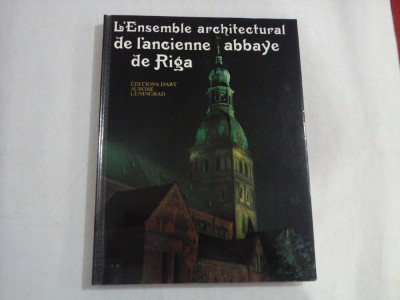 L'Ensemble architectural
de l'ancienne abbaye
de Riga
ÉDITIONS D'ART
AURORE
LENINGRAD